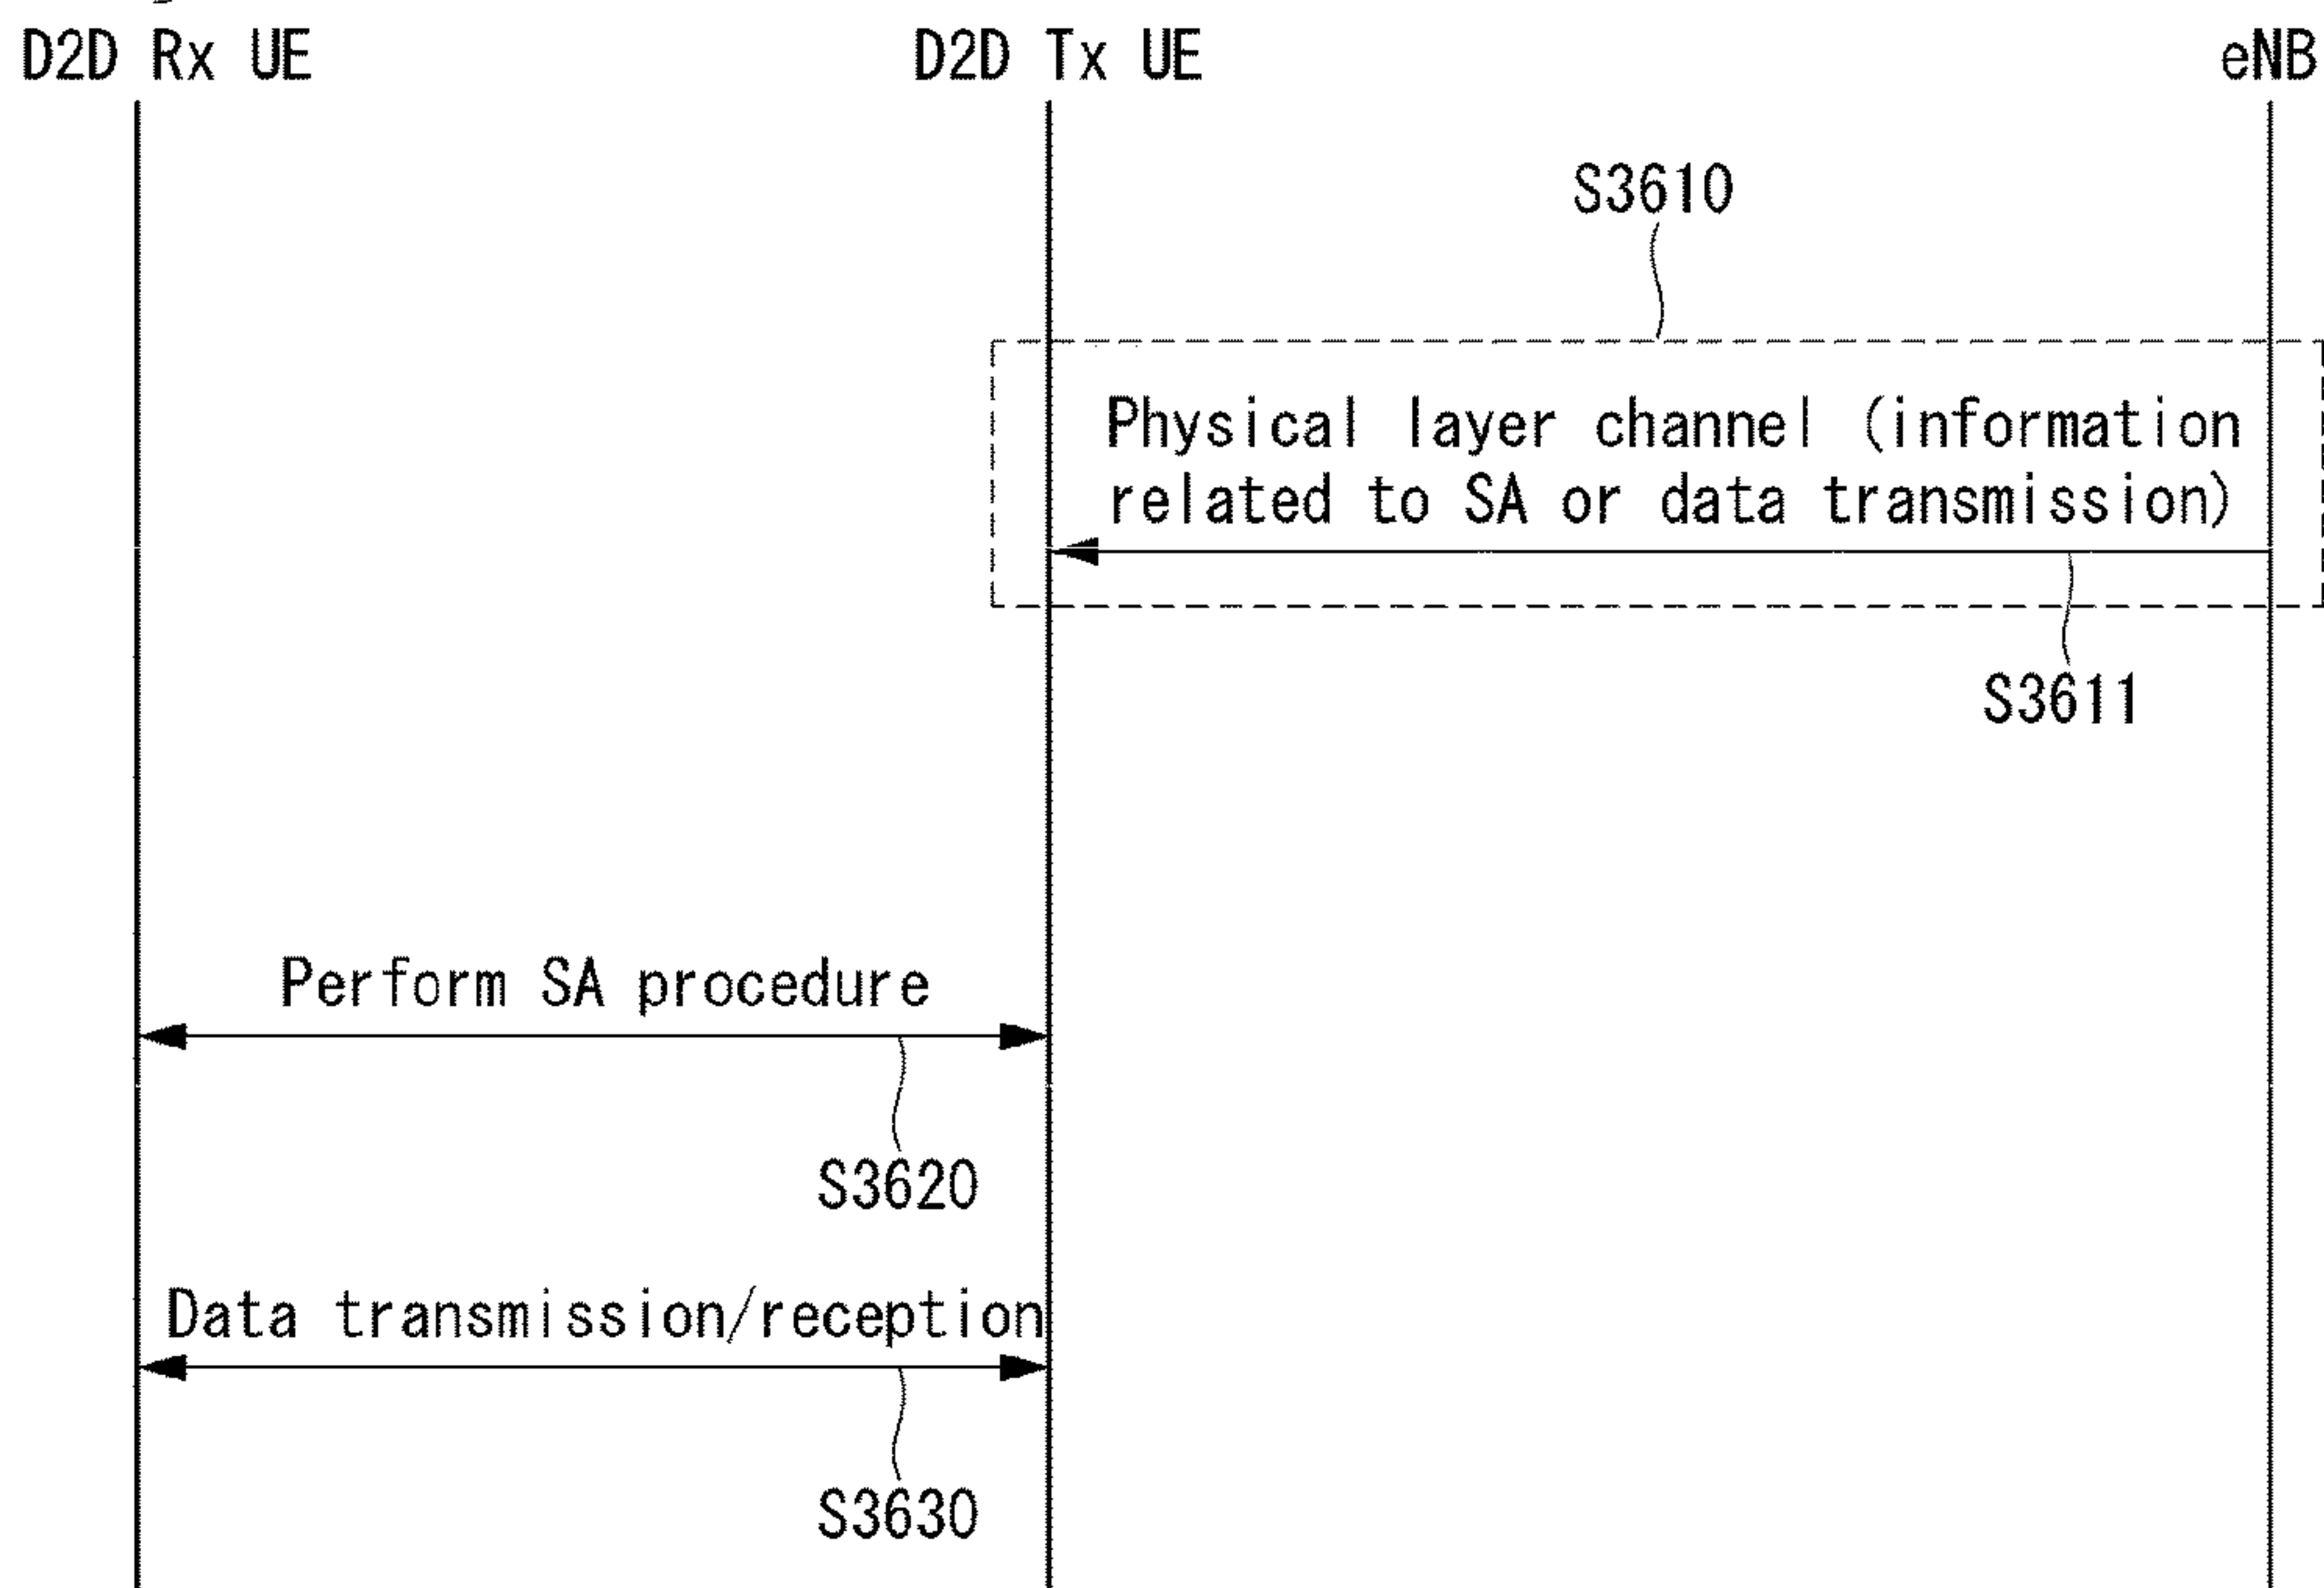 D2D Rx UE
D2D Tx UE
eNB
S3610
Physical layer channel (information
related to SA or data transmission)
S3611
Perform SA procedure
S3620
Data transmission/reception
S3630